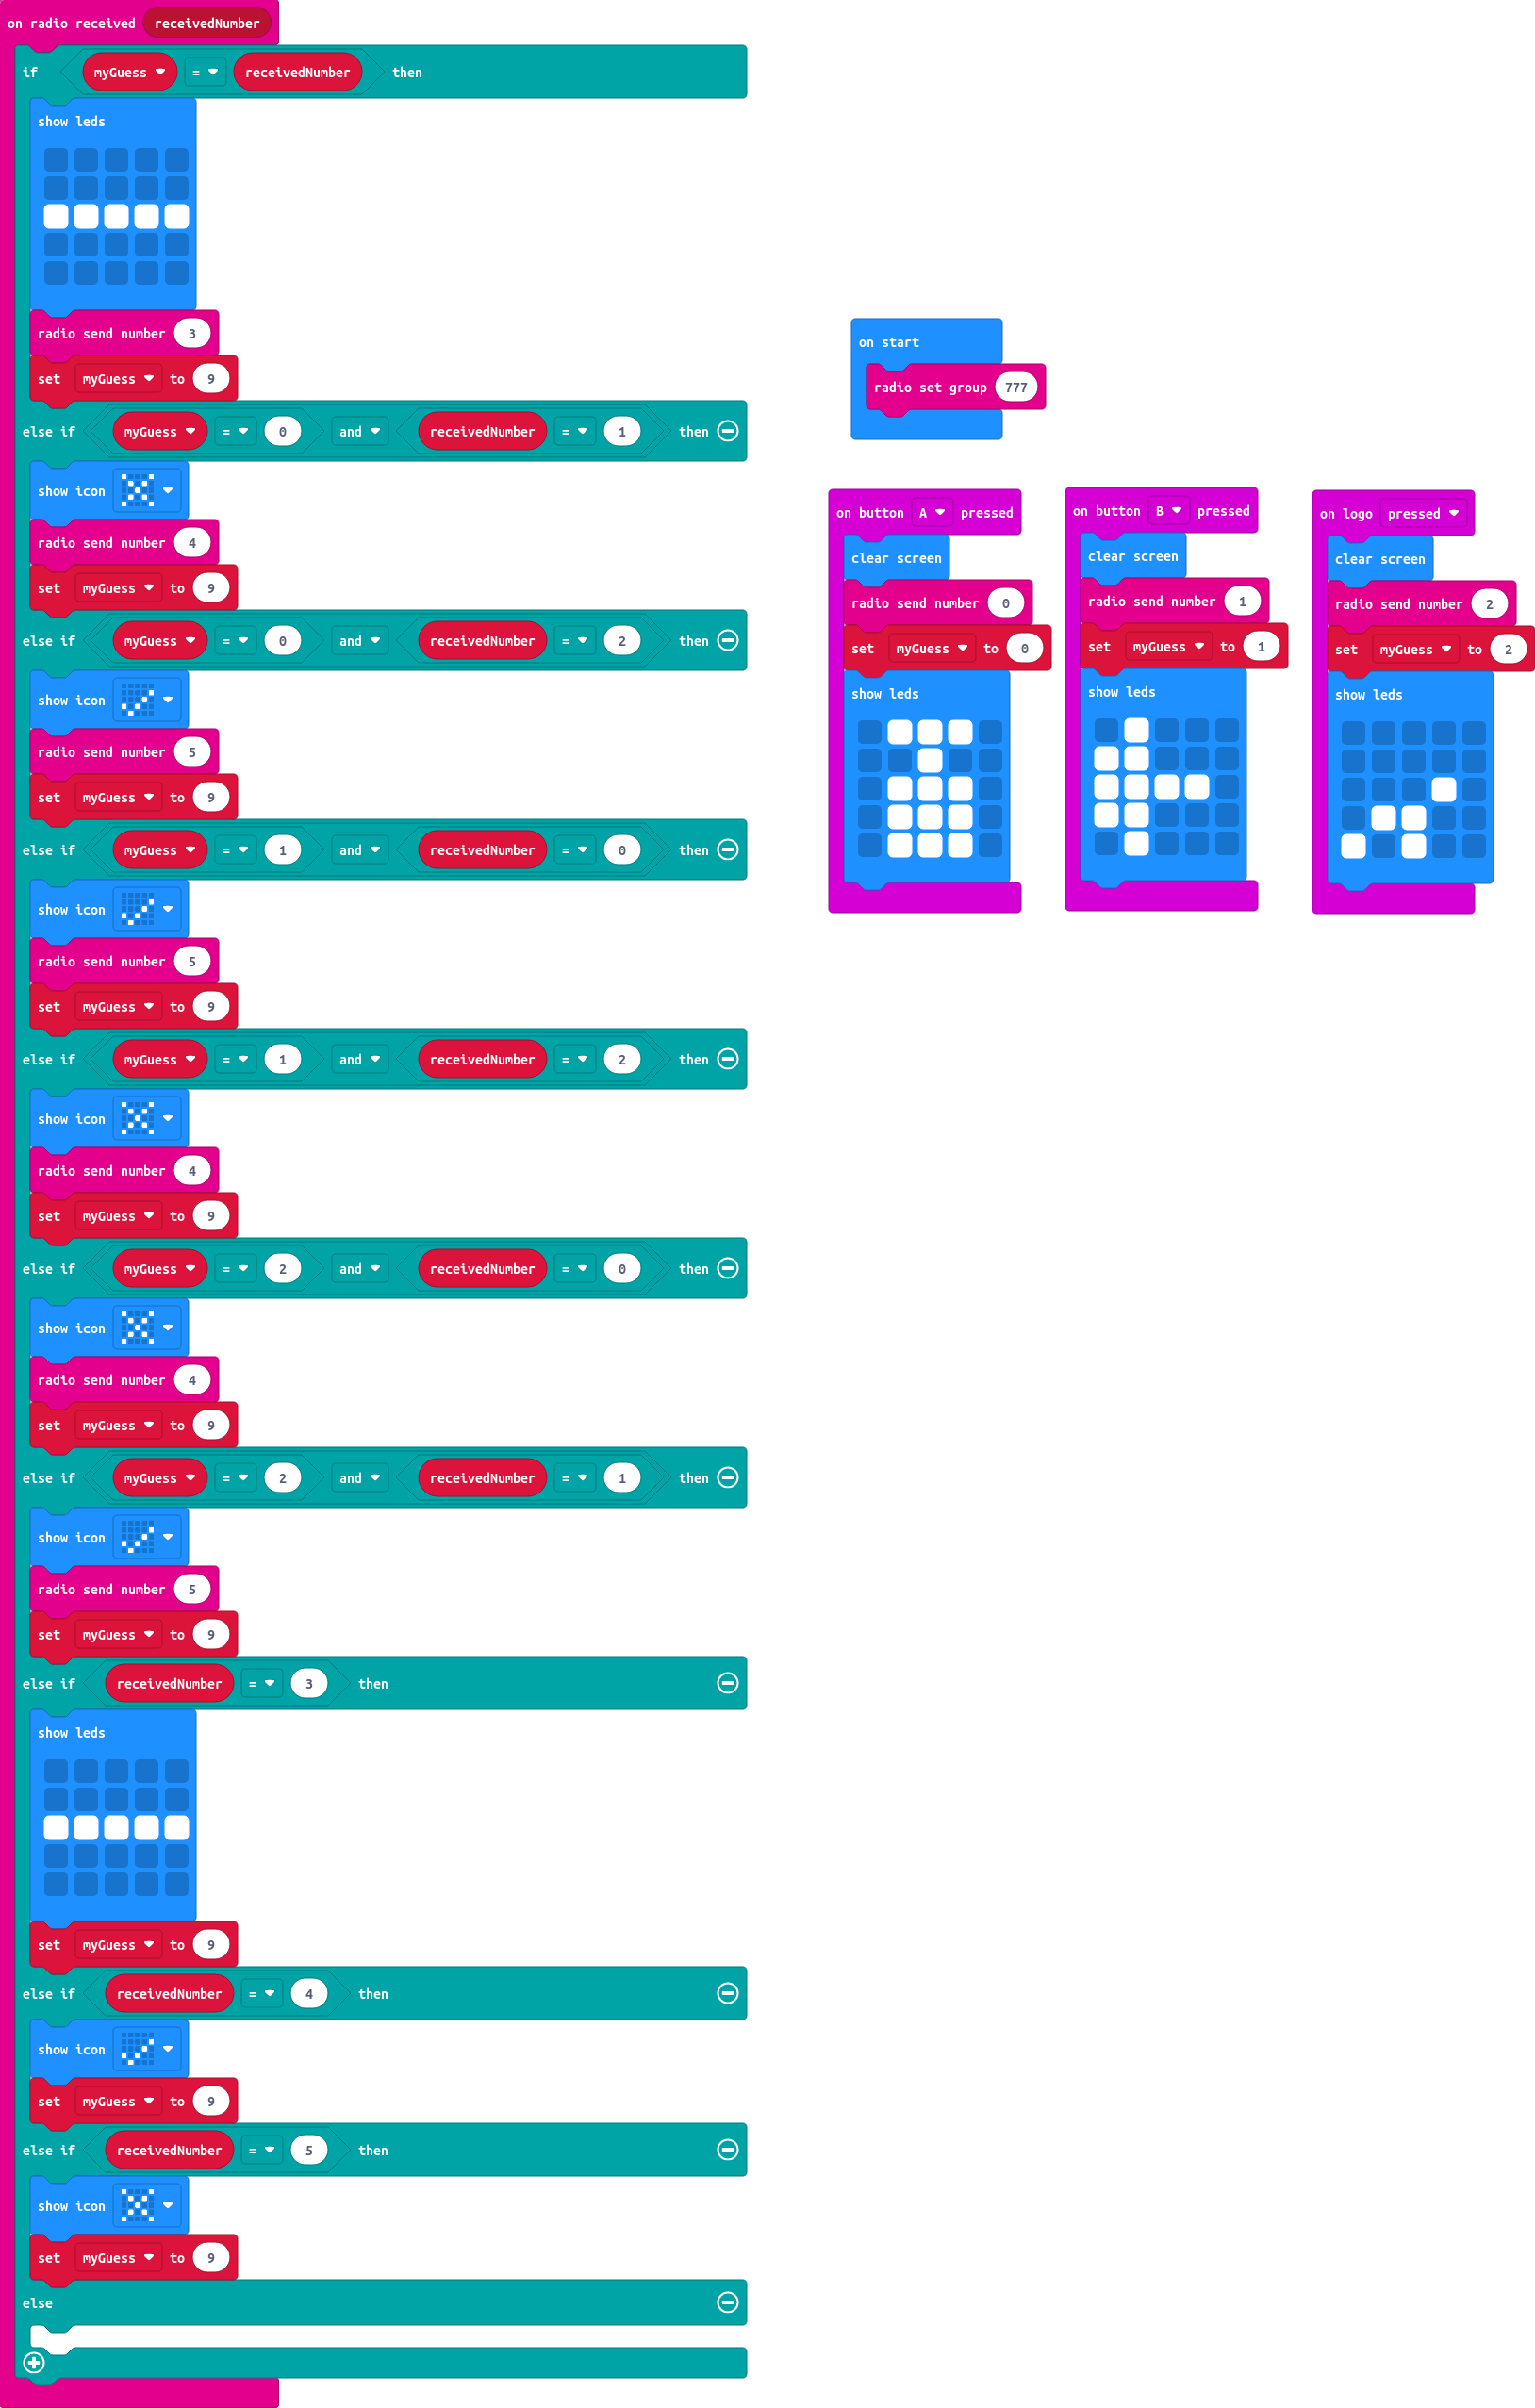 on radio received receivedNumber
if myGuess = receivedNumber then
show leds
radio send number 3
set myGuess to 9
else if myGuess = 0 and receivedNumber = 1 then
show icon
radio send number 4
set myGuess to 9
else if myGuess = 0 and receivedNumber = 2 then
show icon
radio send number 5
set myGuess to 9
else if myGuess = 1 and receivedNumber = 0 then
show icon
radio send number 5
set myGuess to 9
else if myGuess = 1 and receivedNumber = 2 then
show icon
radio send number 4
set myGuess to 9
else if myGuess = 2 and receivedNumber = 0 then
show icon
radio send number 4
set myGuess to 9
else if myGuess = 2 and receivedNumber = 1 then
show icon
radio send number 5
set myGuess to 9
else if receivedNumber = 3 then
show leds
set myGuess to 9
else if receivedNumber = 4 then
show icon
set myGuess to 9
else if receivedNumber = 5 then
show icon
set myGuess to 9
else
on start
radio set group 777
on button A pressed
clear screen
radio send number 0
set myGuess to 0
show leds
on button B pressed
clear screen
radio send number 1
set myGuess to 1
show leds
on logo pressed
clear screen
radio send number 2
set myGuess to 2
show leds